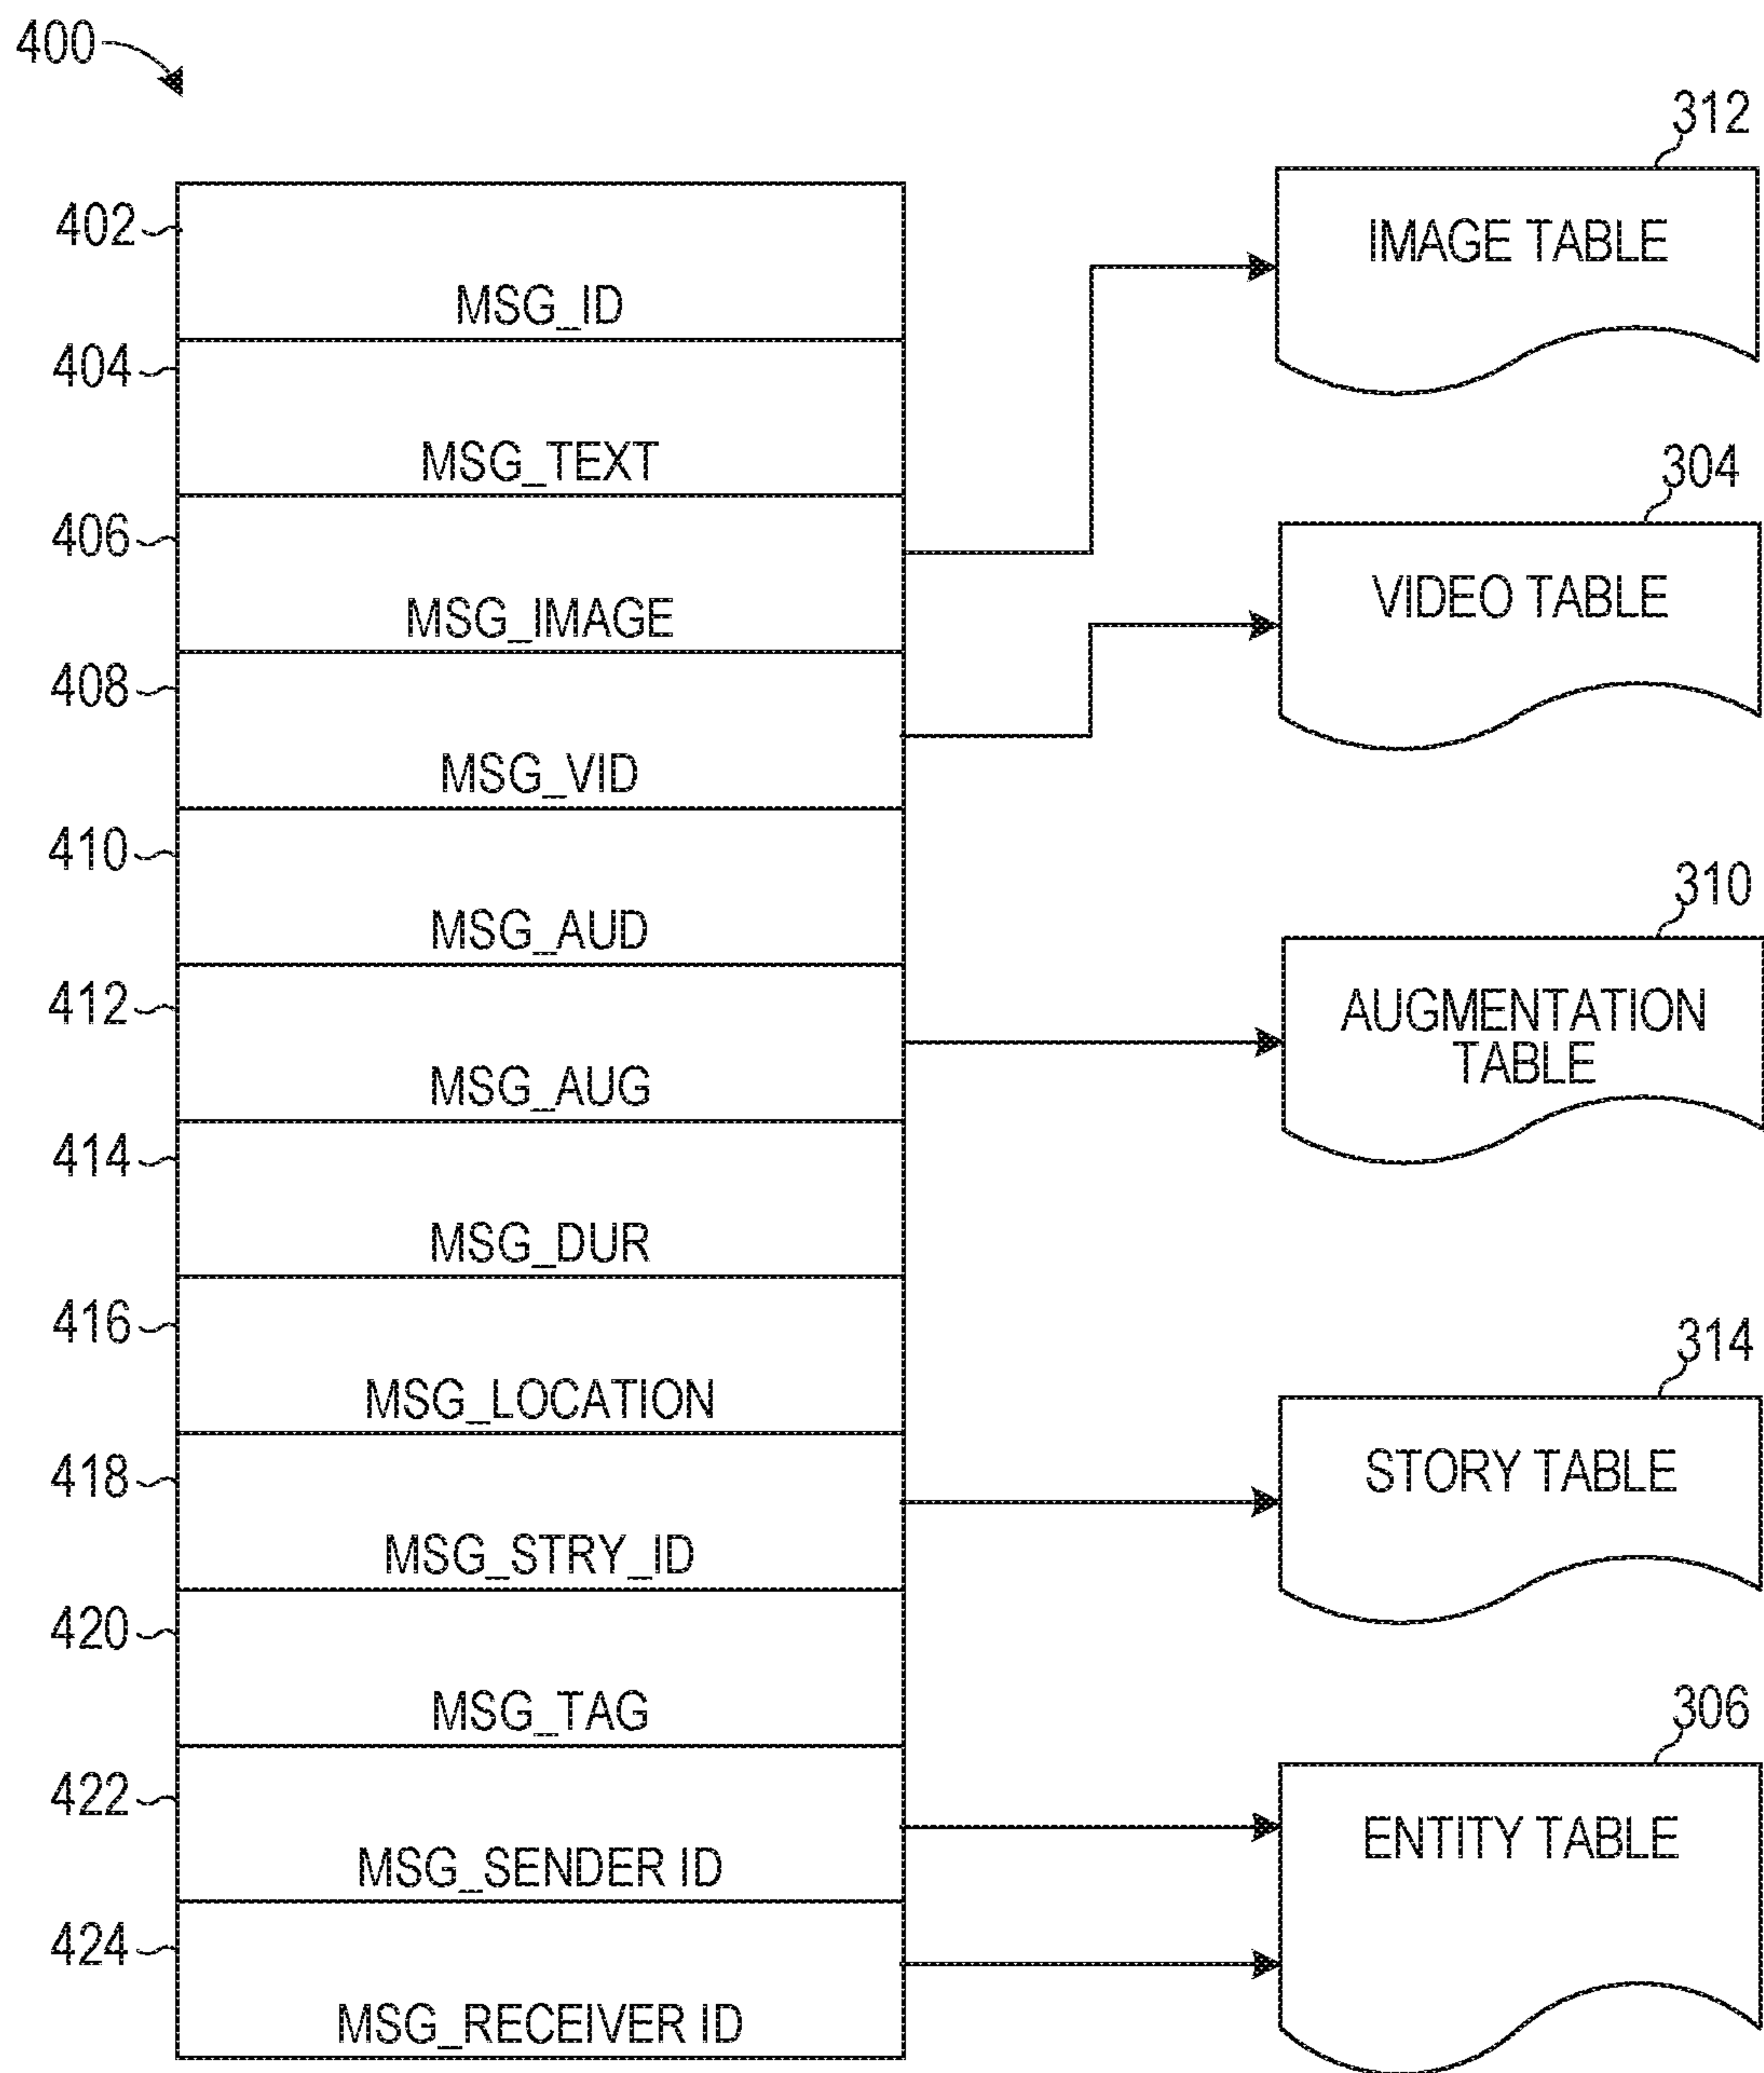 400
312
402
IMAGE TABLE
MSG_ID
404
MSG_TEXT
304
406
VIDEO TABLE
MSG_IMAGE
408
MSG_VID
410
310
MSG_AUD
412
AUGMENTATION
TABLE
MSG_AUG
414
MSG_DUR
416
314
MSG_LOCATION
418
STORY TABLE
MSG_STRY_ID
420
MSG_TAG
306
422
ENTITY TABLE
MSG_SENDER ID
424
MSG_RECEIVER ID